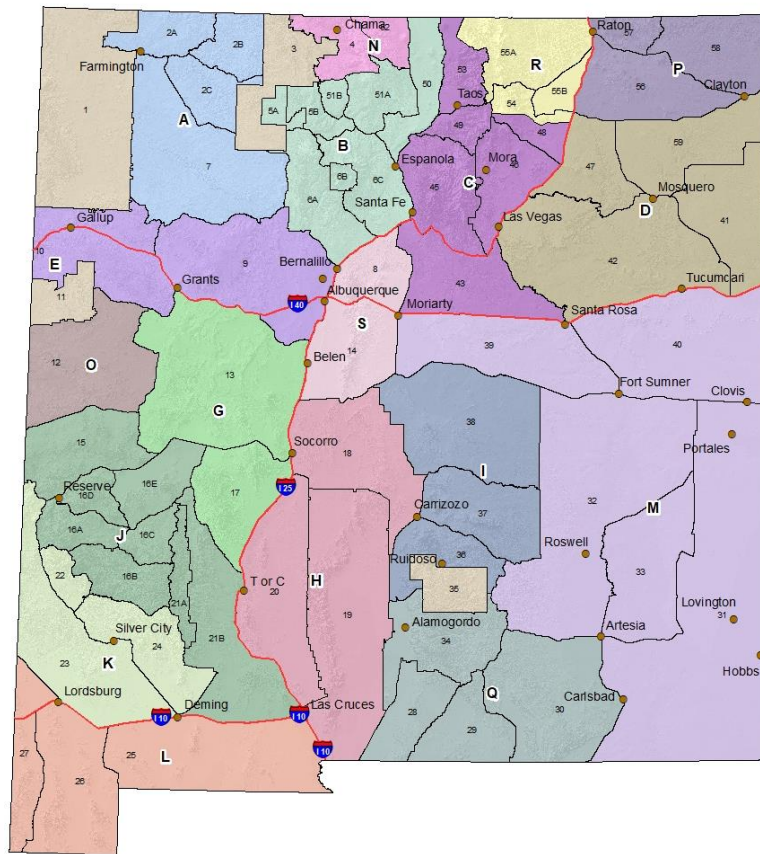 Chama
52
Raton
57
2A
2B
3
4
N
55A
58
Farmington
R
P
50
53
Clayton
1
2C
51B
51A
54
55B
56
A
5A
5B
Taos
49
48
59
B
Espanola
Mora
47
7
6B
6C
46
C
Mosquero
6A
45
D
Santa Fe
41
Gallup
Las Vegas
10
E
9
Bernalillo
8
42
43
Grants
Tucumcari
11
I 40
Albuquerque
Moriarty
Santa Rosa
S
12
O
13
14
39
40
Belen
Fort Sumner
Clovis
G
38
15
Socorro
18
Portales
16E
17
I 25
I
Reserve
16D
37
32
M
16A
J
16C
Carrizozo
36
Roswell
22
16B
Ruidoso
33
35
21A
T or C
20
H
19
Lovington
31
Silver City
21B
Alamogordo
34
Artesia
24
K
23
Hobbs
Lordsburg
Q
Carlsbad
I 10
Deming
I 10
Las Cruces
28
29
30
I 10
25
L
27
26